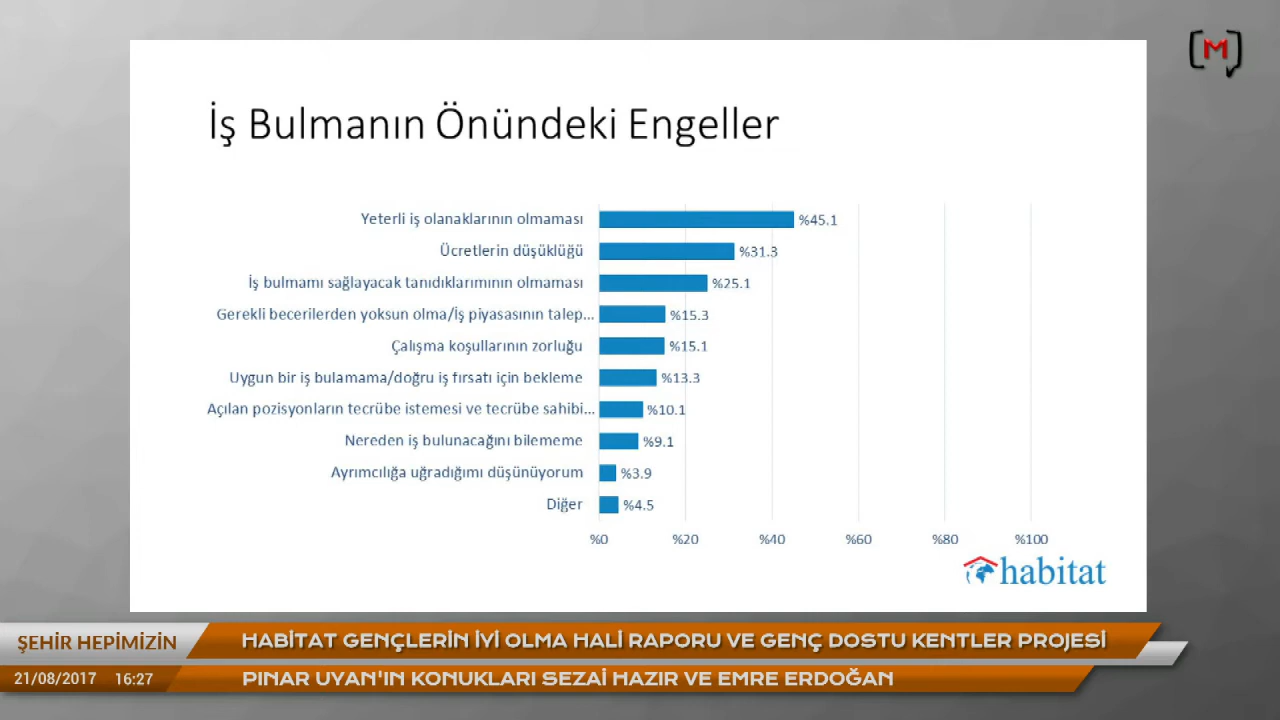 M
İş Bulmanın Önündeki Engeller
Yeterli iş olanaklarının olmaması %45.1
Ücretlerin düşüklüğü %31.3
İş bulmamı sağlayacak tanıdıklarımının olmaması %25.1
Gerekli becerilerden yoksun olma/İş piyasasının talep... %15.3
Çalışma koşullarının zorluğu %15.1
Uygun bir iş bulamama/doğru iş fırsatı için bekleme %13.3
Açılan pozisyonların tecrübe istemesi ve tecrübe sahibi... %10.1
Nereden iş bulunacağını bilememe %9.1
Ayrımcılığa uğradığımı düşünüyorum %3.9
Diğer %4.5
%0 %20 %40 %60 %80 %100
habitat
ŞEHİR HEPİMİZİN HABİTAT GENÇLERİN İYİ OLMA HALİ RAPORU VE GENÇ DOSTU KENTLER PROJESİ
21/08/2017 16:27 PINAR UYAN'IN KONUKLARI SEZAİ HAZIR VE EMRE ERDOĞAN